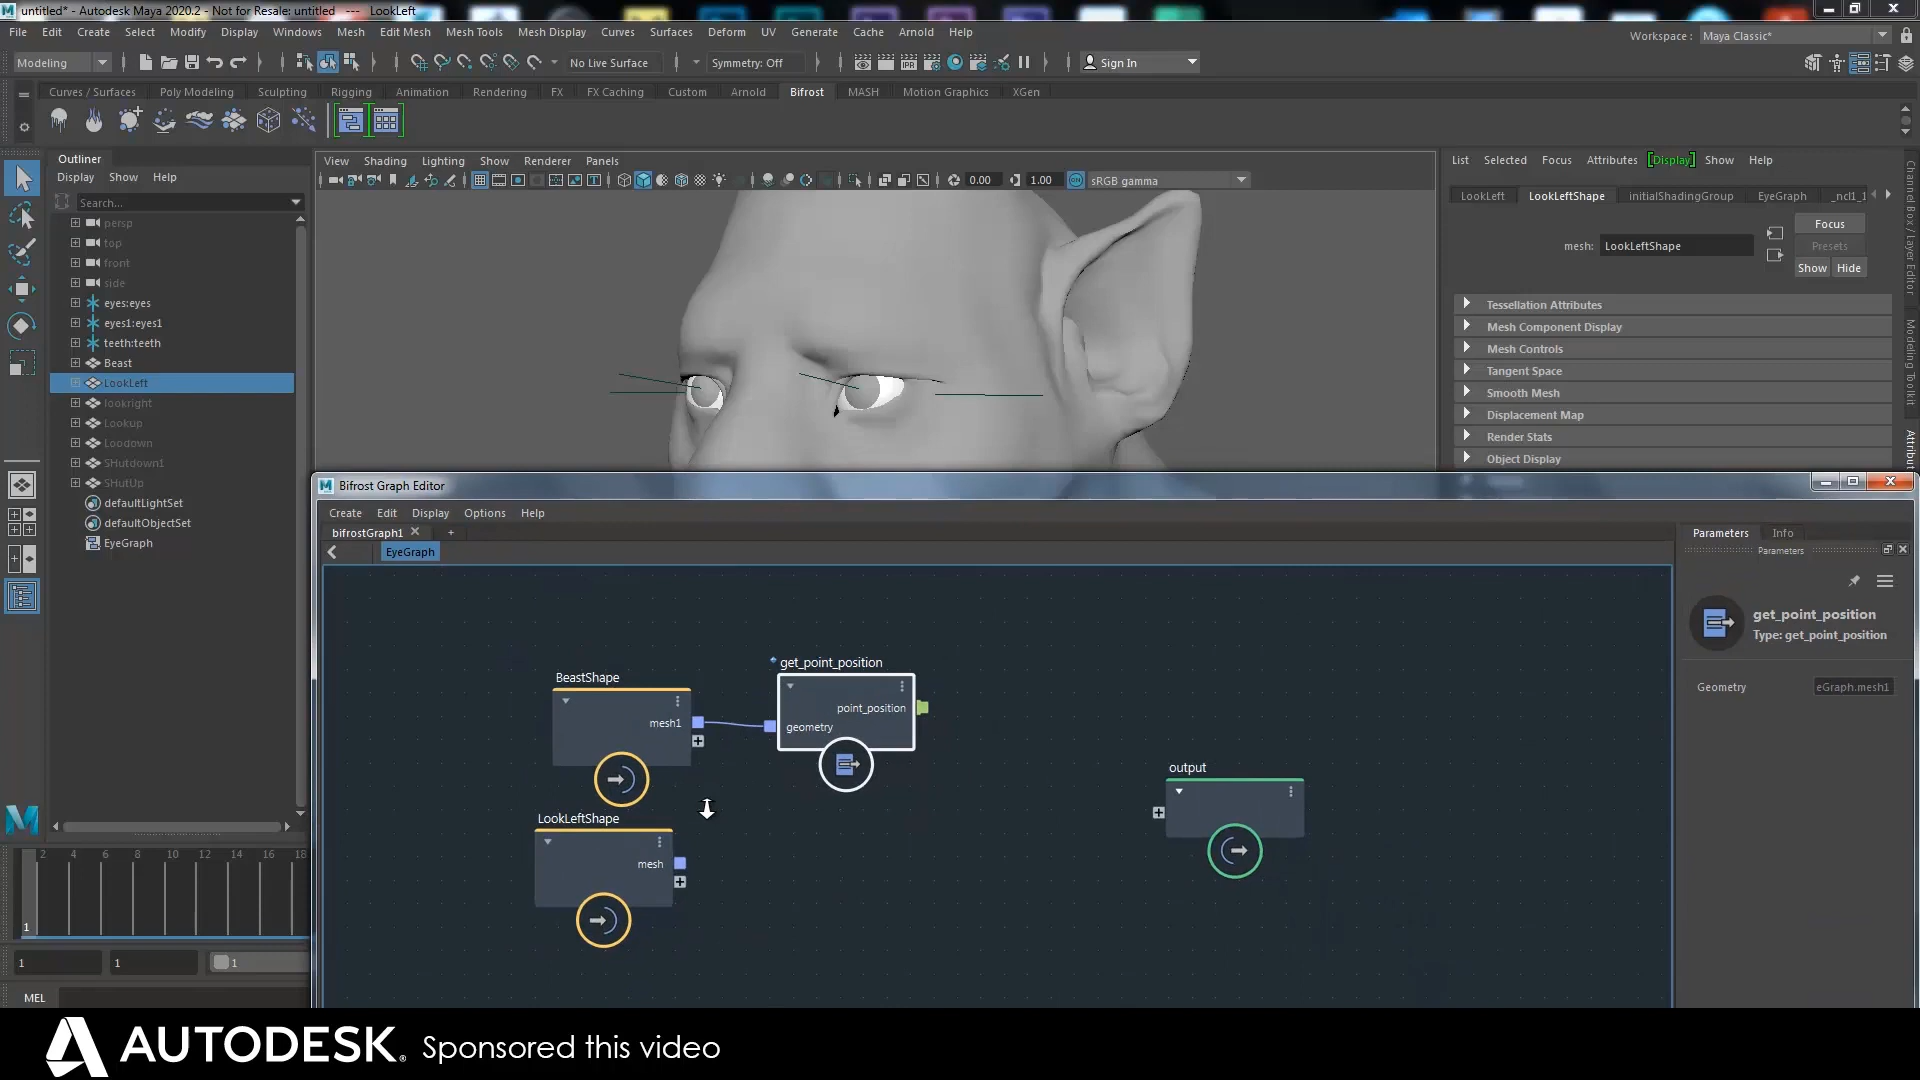 untitled* - Autodesk Maya 2020.2 - Not for Resale: untitled --- LookLeft
File Edit Create Select Modify Display Windows Mesh Edit Mesh Mesh Tools Mesh Display Curves Surfaces Deform UV Generate Cache Arnold Help
Workspace : Maya Classic*
Modeling
No Live Surface
Symmetry: Off
IPR
Sign In
Curves / Surfaces Poly Modeling Sculpting Rigging Animation Rendering FX FX Caching Custom Arnold Bifrost MASH Motion Graphics XGen
Outliner
Display Show Help
Search...
persp
top
front
side
eyes:eyes
eyes1:eyes1
teeth:teeth
Beast
LookLeft
lookright
Lookup
Loodown
SHutdown1
SHutUp
defaultLightSet
defaultObjectSet
EyeGraph
View Shading Lighting Show Renderer Panels
0.00
1.00
sRGB gamma
List Selected Focus Attributes [Display] Show Help
LookLeft LookLeftShape initialShadingGroup EyeGraph _ncl1_1
mesh: LookLeftShape
Focus
Presets
Show Hide
Tessellation Attributes
Mesh Component Display
Mesh Controls
Tangent Space
Smooth Mesh
Displacement Map
Render Stats
Object Display
Channel Box / Layer Editor
Modeling Toolkit
Attribut
Bifrost Graph Editor
Create Edit Display Options Help
bifrostGraph1
EyeGraph
BeastShape
mesh1
get_point_position
point_position
geometry
LookLeftShape
mesh
output
Parameters Info
Parameters
get_point_position
Type: get_point_position
Geometry
eGraph.mesh1
2 4 6 8 10 12 14 16 18
1
1 1 1
MEL
AUTODESK. Sponsored this video